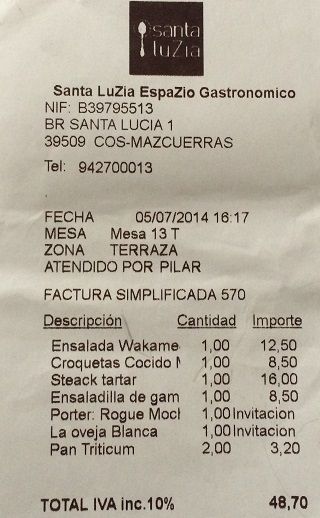 santa
luZia
Santa LuZia EspaZio Gastronomico
NIF: B39795513
BR SANTA LUCIA 1
39509 COS-MAZCUERRAS
Tel: 942700013
FECHA 05/07/2014 16:17
MESA Mesa 13 T
ZONA TERRAZA
ATENDIDO POR PILAR
FACTURA SIMPLIFICADA 570
Descripción Cantidad Importe
Ensalada Wakame 1,00 12,50
Croquetas Cocido M 1,00 8,50
Steack tartar 1,00 16,00
Ensaladilla de gam 1,00 8,50
Porter: Rogue Mocl 1,00 Invitacion
La oveja Blanca 1,00 Invitacion
Pan Triticum 2,00 3,20
TOTAL IVA inc.10% 48,70